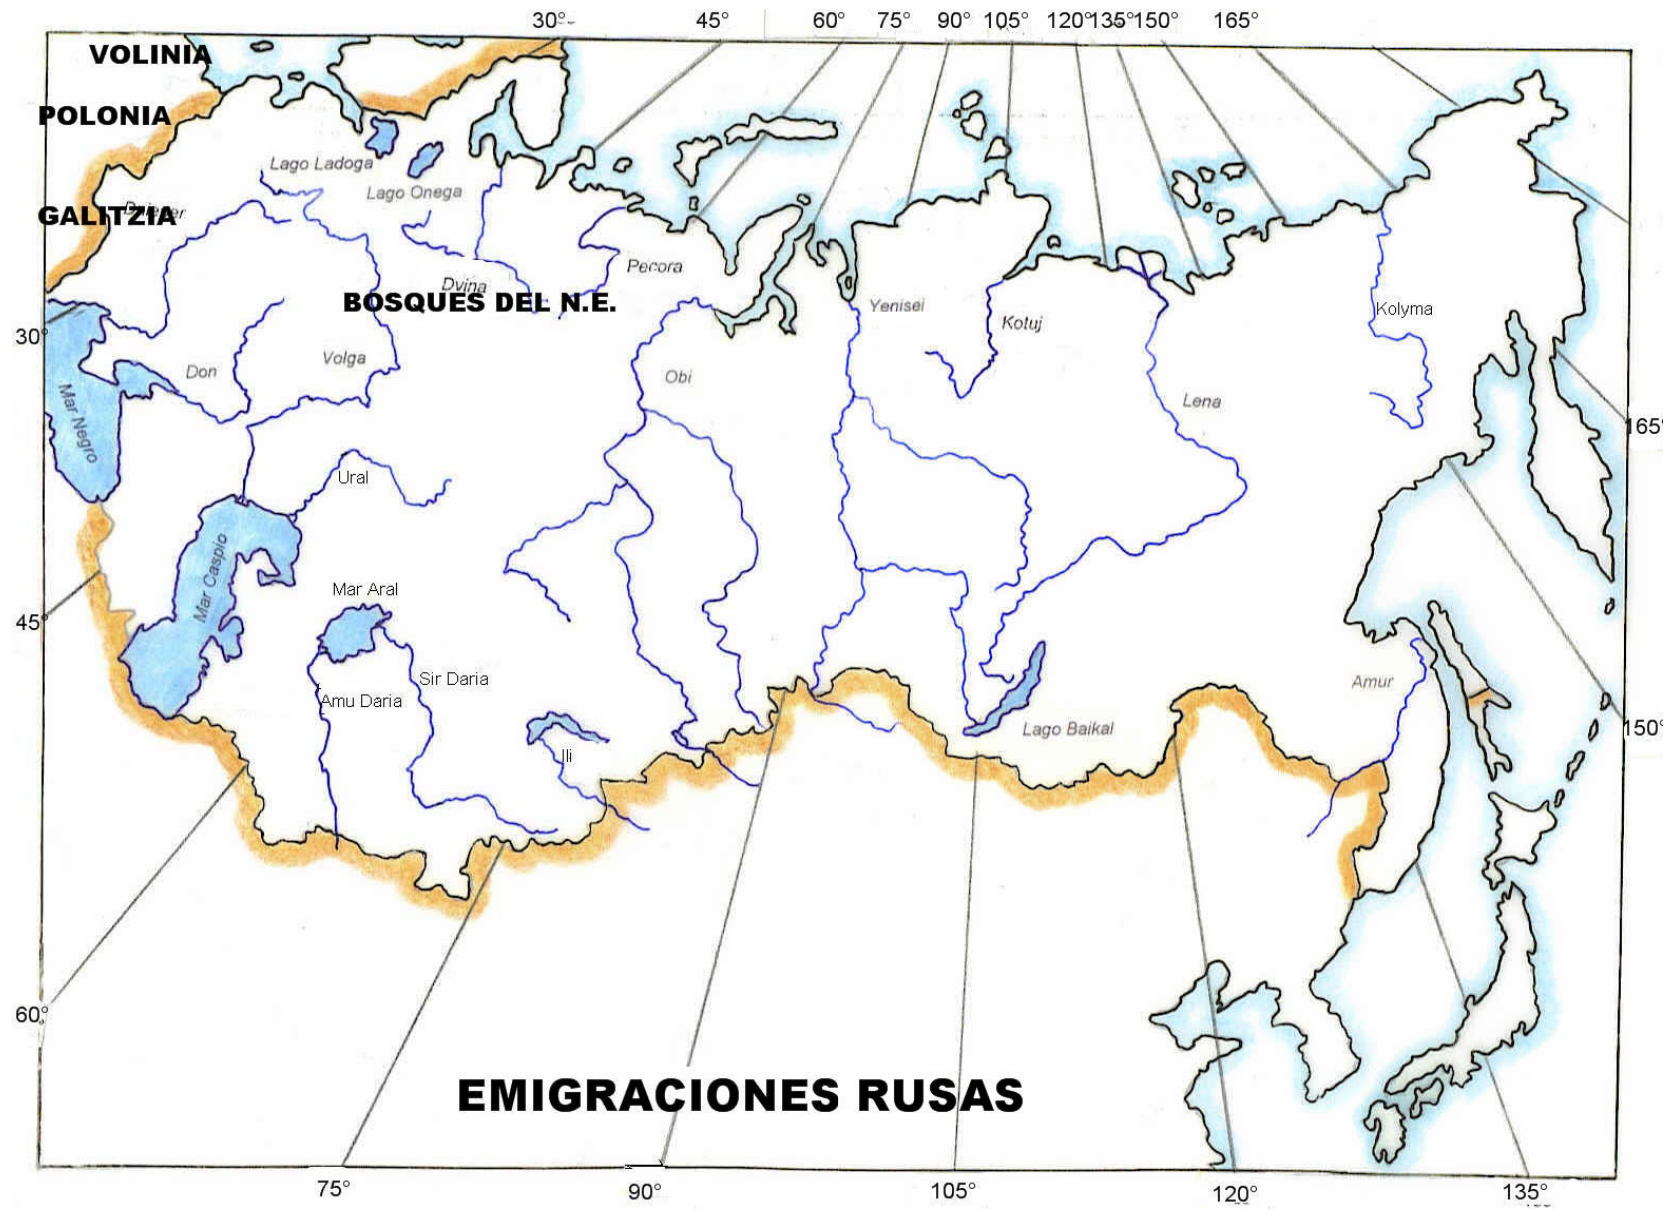 30° 45° 60° 75° 90° 105° 120° 135° 150° 165°
VOLINIA
POLONIA
Lago Ladoga
Lago Onega
GALITZIA
Dnieper
Pecora
Dvina
BOSQUES DEL N.E.
Yenisei
Kotuj
Kolyma
30°
Volga
Don
Obi
Lena
Mar Negro
165°
Ural
Mar Caspio
Mar Aral
45°
Sir Daria
Amu Daria
Amur
Lago Baikal
150°
Ili
60°
EMIGRACIONES RUSAS
75° 90° 105° 120° 135°